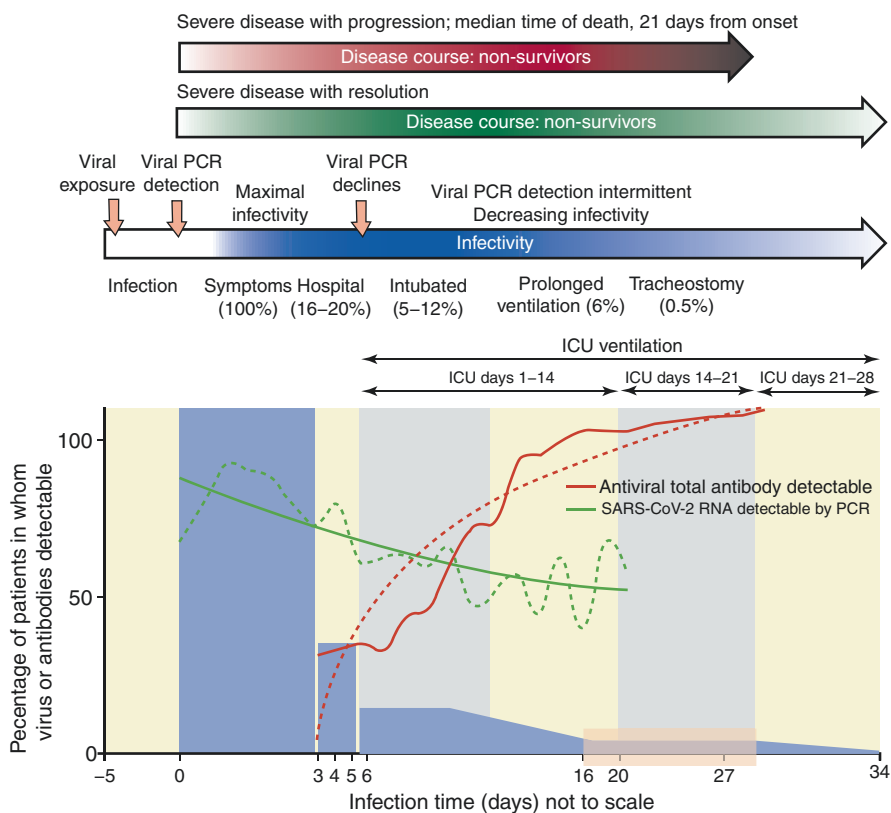 Severe disease with progression; median time of death, 21 days from onset
Disease course: non-survivors
Severe disease with resolution
Disease course: non-survivors
Viral exposure
Viral PCR detection
Maximal infectivity
Viral PCR declines
Viral PCR detection intermittent
Decreasing infectivity
Infectivity
Infection
Symptoms (100%)
Hospital (16–20%)
Intubated (5–12%)
Prolonged ventilation (6%)
Tracheostomy (0.5%)
ICU ventilation
ICU days 1–14
ICU days 14–21
ICU days 21–28
Pecentage of patients in whom
virus or antibodies detectable
100
50
0
Antiviral total antibody detectable
SARS-CoV-2 RNA detectable by PCR
–5 0 3 4 5 6 16 20 27 34
Infection time (days) not to scale